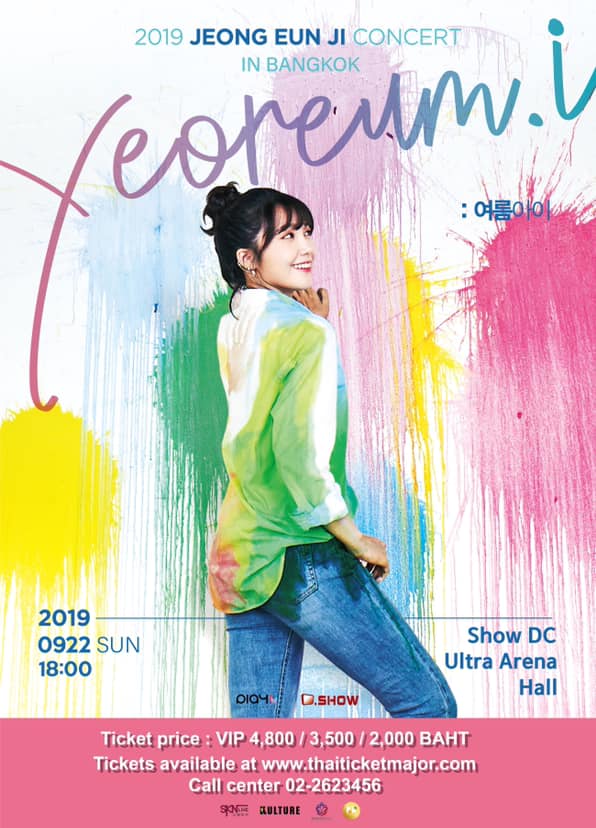 2019 JEONG EUN JI CONCERT
IN BANGKOK
Yeoreum.i
: 여름아이
2019
0922 SUN
18:00
Show DC
Ultra Arena
Hall
D.SHOW
Ticket price : VIP 4,800 / 3,500 / 2,000 BAHT
Tickets available at www.thaiticketmajor.com
Call center 02-2623456
KULTURE